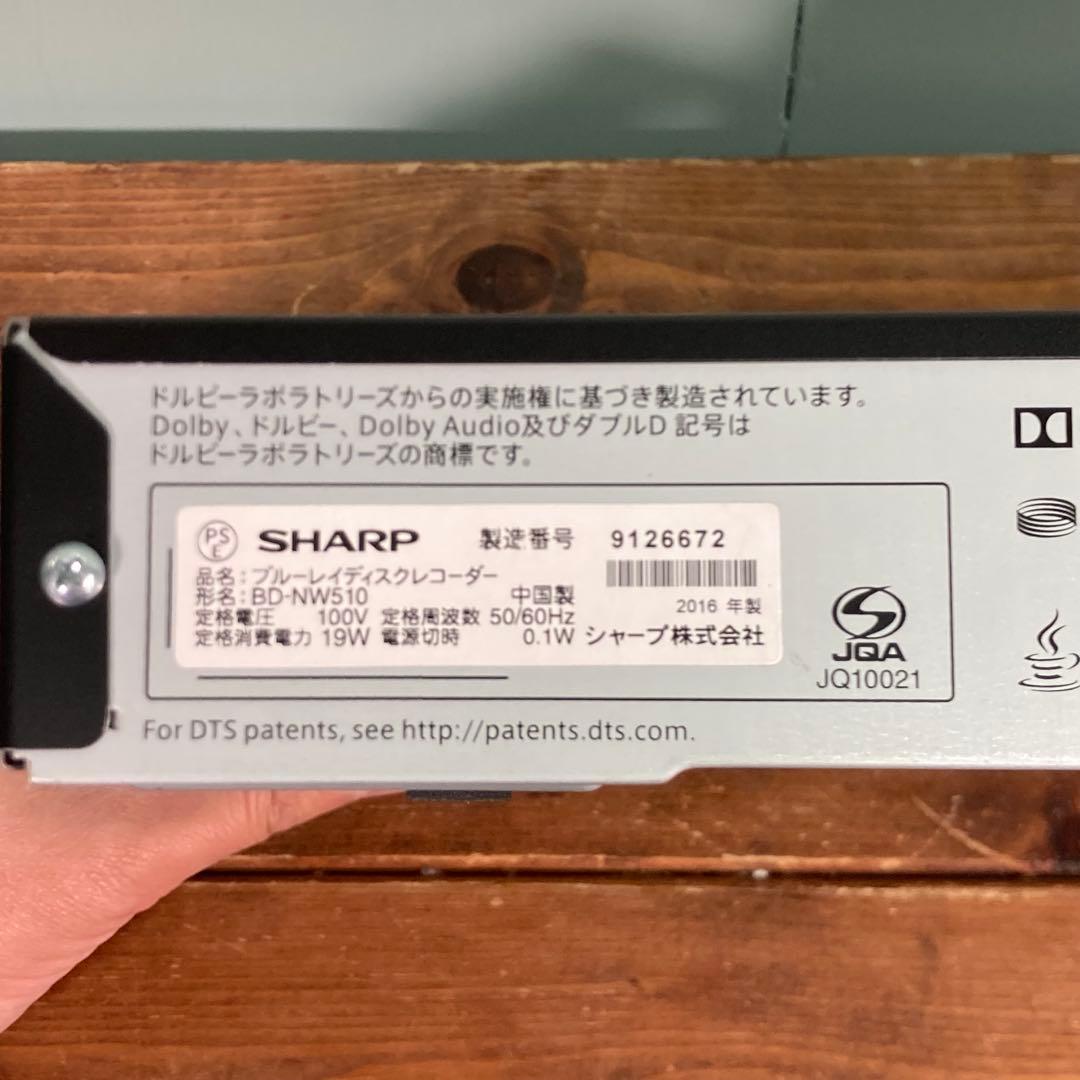 ドルビーラボラトリーズからの実施権に基づき製造されています。
Dolby、ドルビー、Dolby Audio及びダブルD 記号は
ドルビーラボラトリーズの商標です。
PS E SHARP 製造番号 9126672
品名:ブルーレイディスクレコーダー
形名:BD-NW510 中国製
2016 年製
定格電圧 100V 定格周波数 50/60Hz
定格消費電力 19W 電源切時 0.1W シャープ株式会社
JQA
JQ10021
For DTS patents, see http://patents.dts.com.